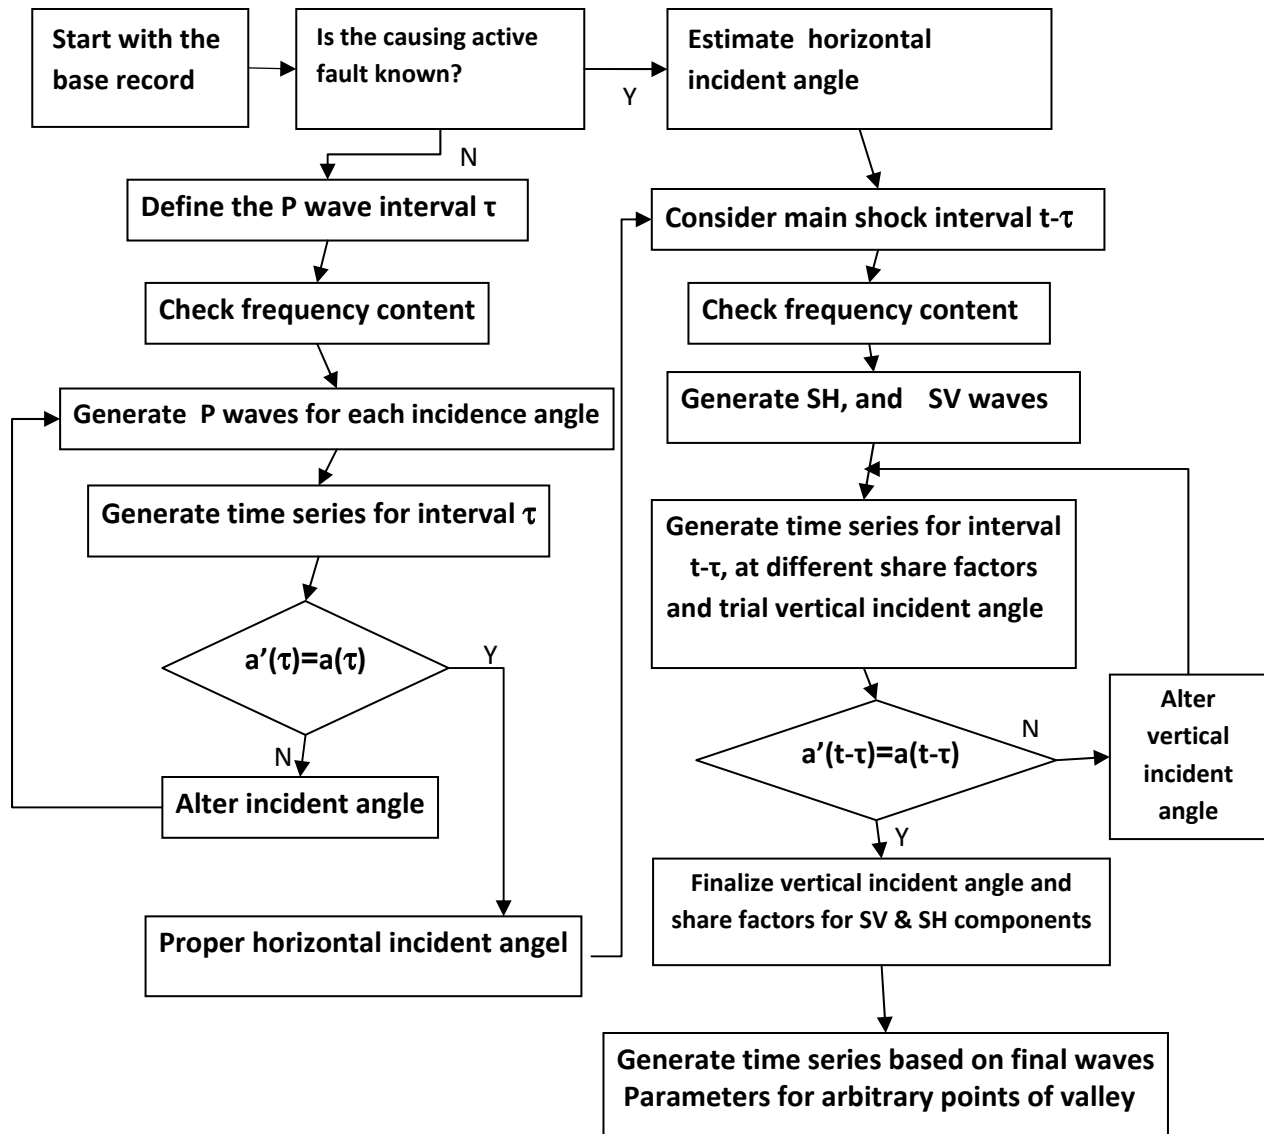 Start with the
base record
Is the causing active
fault known?
Y
N
Estimate horizontal
incident angle
Define the P wave interval τ
Check frequency content
Generate P waves for each incidence angle
Generate time series for interval τ
a’(τ)=a(τ)
Y
N
Alter incident angle
Proper horizontal incident angel
Consider main shock interval t-τ
Check frequency content
Generate SH, and SV waves
Generate time series for interval
t-τ, at different share factors
and trial vertical incident angle
a’(t-τ)=a(t-τ)
N
Y
Alter
vertical
incident
angle
Finalize vertical incident angle and
share factors for SV & SH components
Generate time series based on final waves
Parameters for arbitrary points of valley